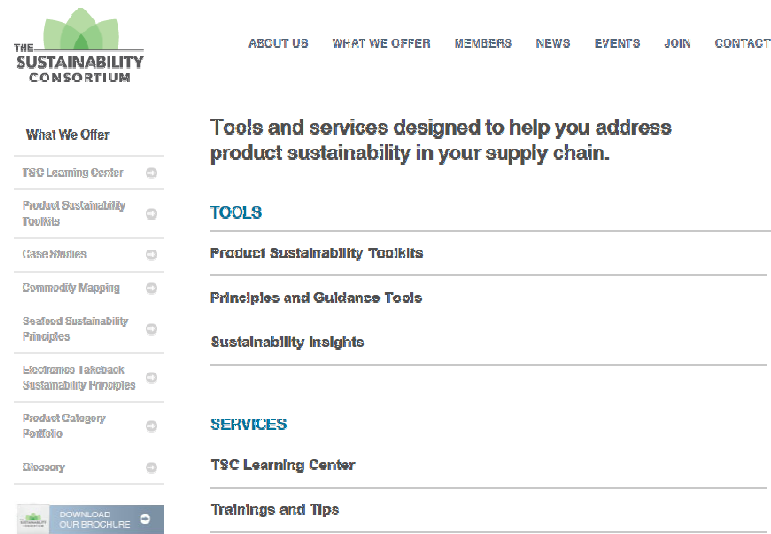 THE
SUSTAINABILITY
CONSORTIUM
ABOUT US WHAT WE OFFER MEMBERS NEWS EVENTS JOIN CONTACT
What We Offer
TSC Learning Center
Product Sustainability
Toolkits
Case Studies
Commodity Mapping
Seafood Sustainability
Principles
Electronics Takeback
Sustainability Principles
Product Category
Portfolio
Glossary
SUSTAINABILITY
CONSORTIUM
DOWNLOAD
OUR BROCHURE
Tools and services designed to help you address
product sustainability in your supply chain.
TOOLS
Product Sustainability Toolkits
Principles and Guidance Tools
Sustainability Insights
SERVICES
TSC Learning Center
Trainings and Tips